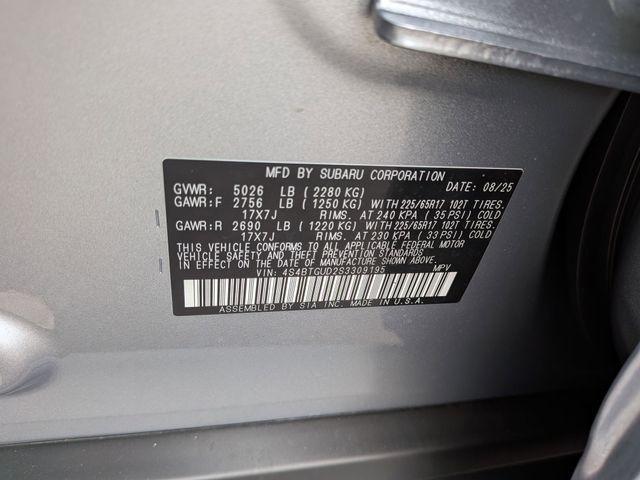 MFD BY SUBARU CORPORATION
GVWR: 5026 LB (2280 KG) DATE: 08/25
GAWR:F 2756 LB (1250 KG) WITH 225/65R17 102T TIRES.
17X7J RIMS. AT 240 KPA (35 PSI) COLD
GAWR:R 2690 LB (1220 KG) WITH 225/65R17 102T TIRES.
17X7J RIMS. AT 230 KPA (33 PSI) COLD
THIS VEHICLE CONFORMS TO ALL APPLICABLE FEDERAL MOTOR
VEHICLE SAFETY AND THEFT PREVENTION STANDARDS
IN EFFECT ON THE DATE OF MANUFACTURE SHOWN ABOVE.
VIN: 4S4BTGUD2S3309195 MPV
ASSEMBLED BY SIA INC. MADE IN U.S.A.